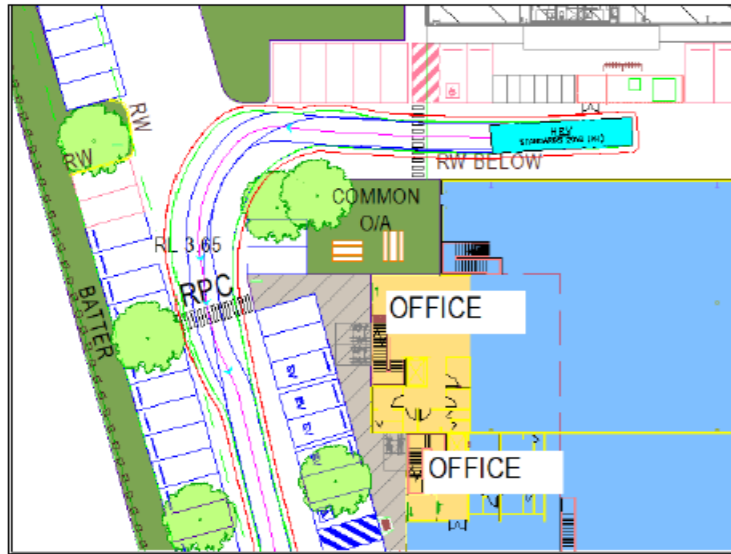 RW
RW
HRV
RW BELOW
COMMON
O/A
RL 3.65
RPC
BATTER
OFFICE
OFFICE